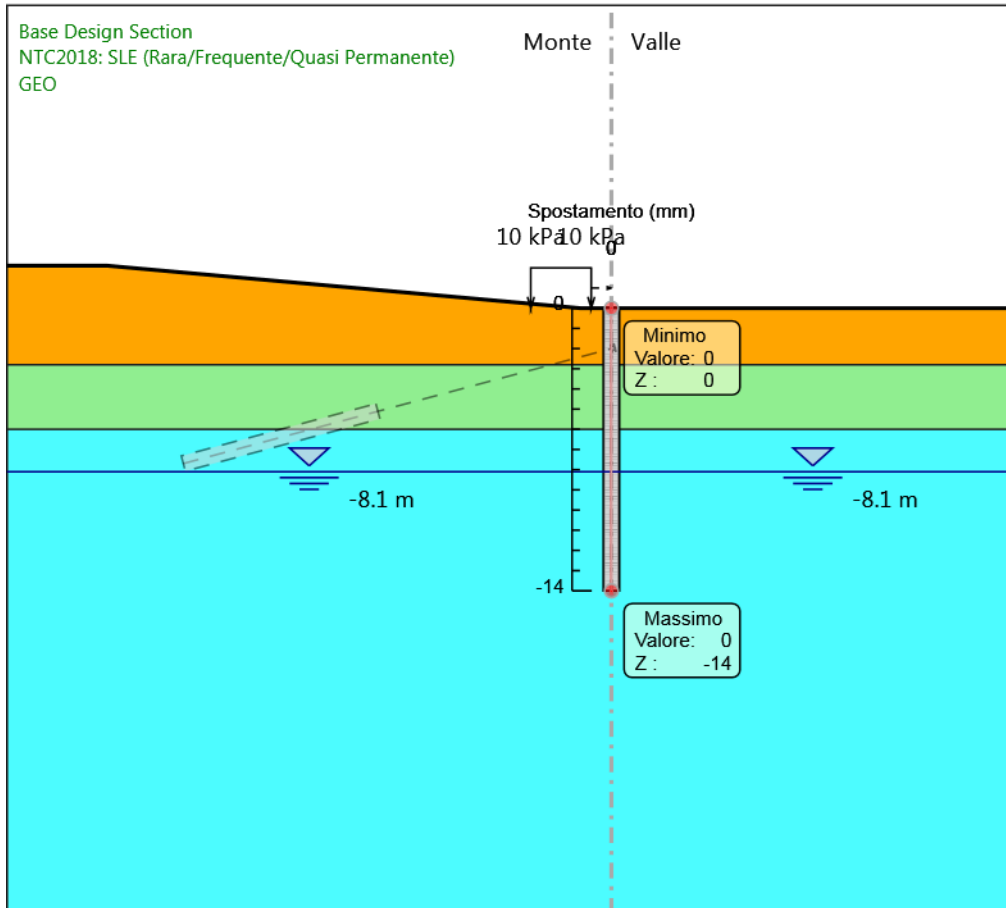 Base Design Section
NTC2018: SLE (Rara/Frequente/Quasi Permanente)
GEO
Monte
Valle
Spostamento (mm)
10 kPa
10 kPa
0
0
Minimo
Valore: 0
Z : 0
-8.1 m
-8.1 m
-14
Massimo
Valore: 0
Z : -14